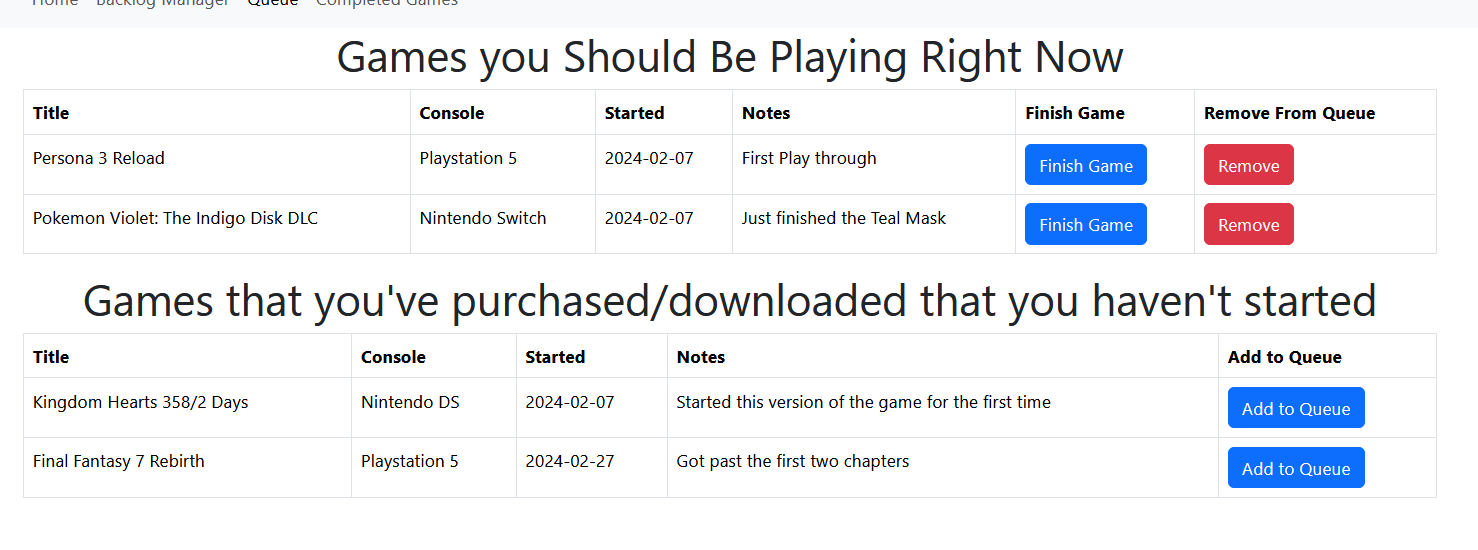 Home Backlog Manager Queue Completed Games
Games you Should Be Playing Right Now
Title Console Started Notes Finish Game Remove From Queue
Persona 3 Reload Playstation 5 2024-02-07 First Play through Finish Game Remove
Pokemon Violet: The Indigo Disk DLC Nintendo Switch 2024-02-07 Just finished the Teal Mask Finish Game Remove
Games that you've purchased/downloaded that you haven't started
Title Console Started Notes Add to Queue
Kingdom Hearts 358/2 Days Nintendo DS 2024-02-07 Started this version of the game for the first time Add to Queue
Final Fantasy 7 Rebirth Playstation 5 2024-02-27 Got past the first two chapters Add to Queue